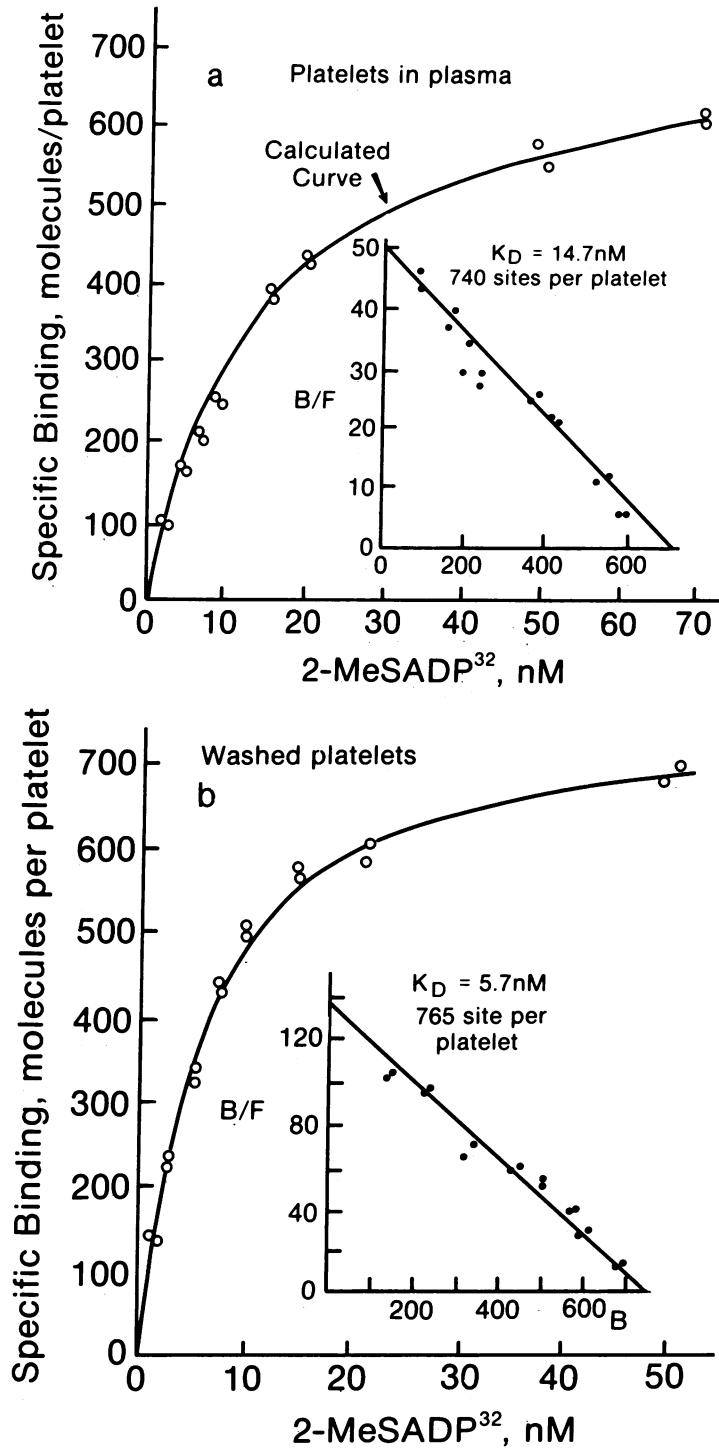 a
Platelets in plasma
Specific Binding, molecules/platelet
700
600
500
400
300
200
100
0
Calculated
Curve
KD = 14.7nM
740 sites per platelet
B/F
50
40
30
20
10
0
0 200 400 600
0 10 20 30 40 50 60 70
2-MeSADP³², nM
Washed platelets
b
Specific Binding, molecules per platelet
700
600
500
400
300
200
100
0
KD = 5.7nM
765 site per
platelet
B/F
120
80
40
0
200 400 600 B
0 10 20 30 40 50
2-MeSADP³², nM